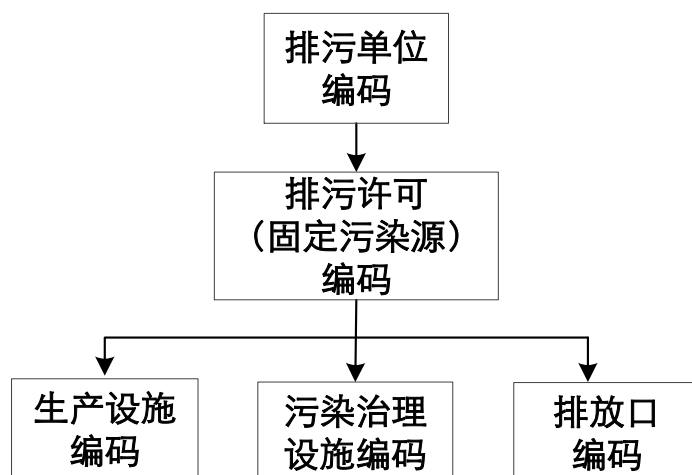 排污单位
编码
排污许可
（固定污染源）
编码
生产设施
编码
污染治理
设施编码
排放口
编码